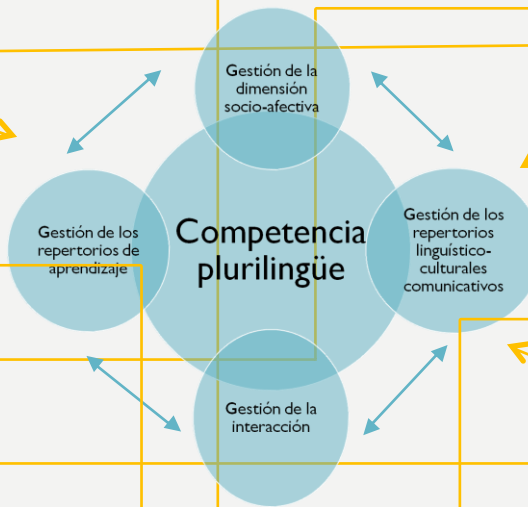 Gestión de la
dimensión
socio-afectiva
Gestión de los
repertorios de
aprendizaje
Competencia
plurilingüe
Gestión de los
repertorios
linguístico-
culturales
comunicativos
Gestión de la
interacción